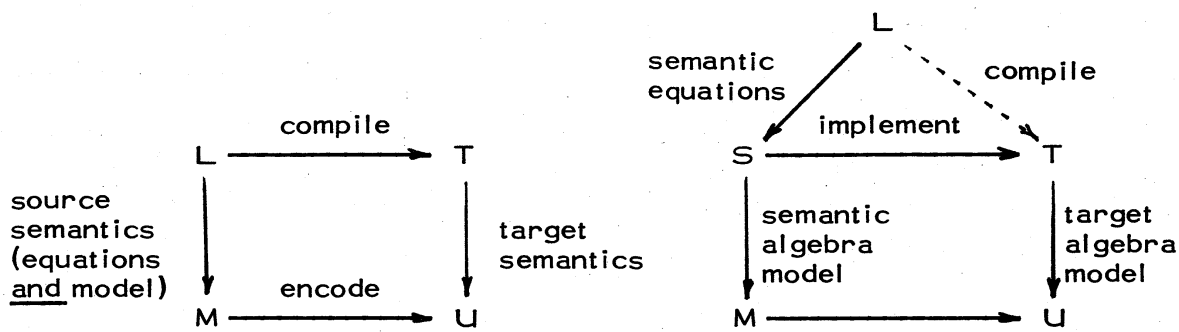 compile
L
T
source
semantics
(equations
and model)
target
semantics
encode
M
U
L
semantic
equations
compile
implement
S
T
semantic
algebra
model
target
algebra
model
M
U